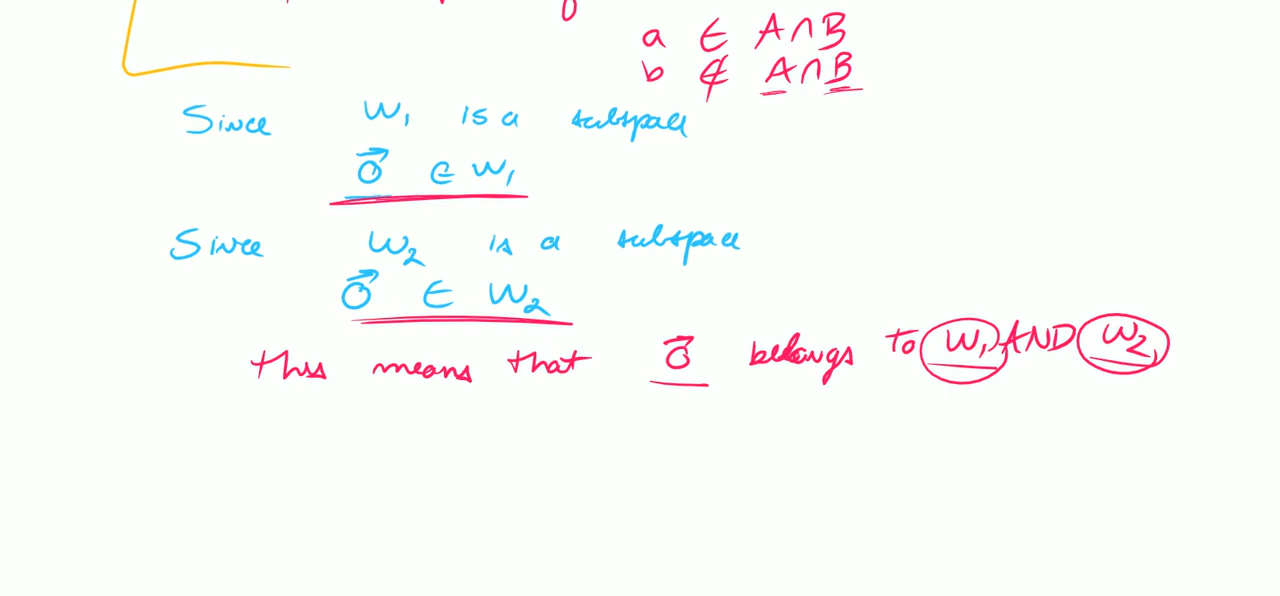 a ∈ A∩B
b ∉ A∩B
Since W₁ is a subspace
0⃗ ∈ W₁
Since W₂ is a subspace
0⃗ ∈ W₂
this means that 0⃗ belongs to W₁ AND W₂